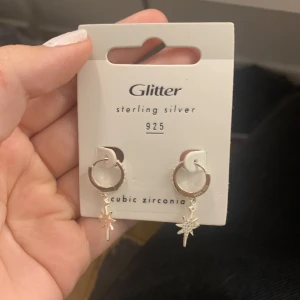 Glitter
sterling silver
925
cubic zirconia